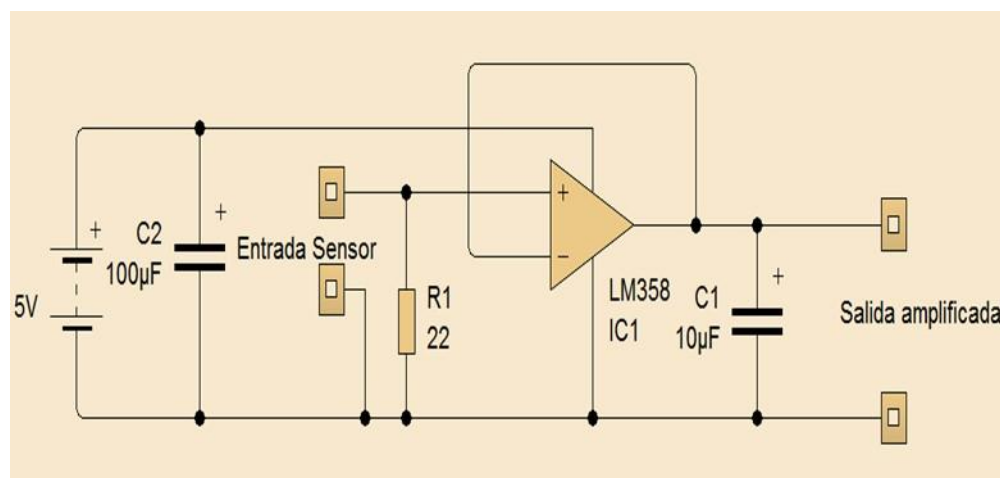 5V
+
C2
100µF
+
Entrada Sensor
R1
22
+
−
LM358
IC1
C1
10µF
+
Salida amplificada